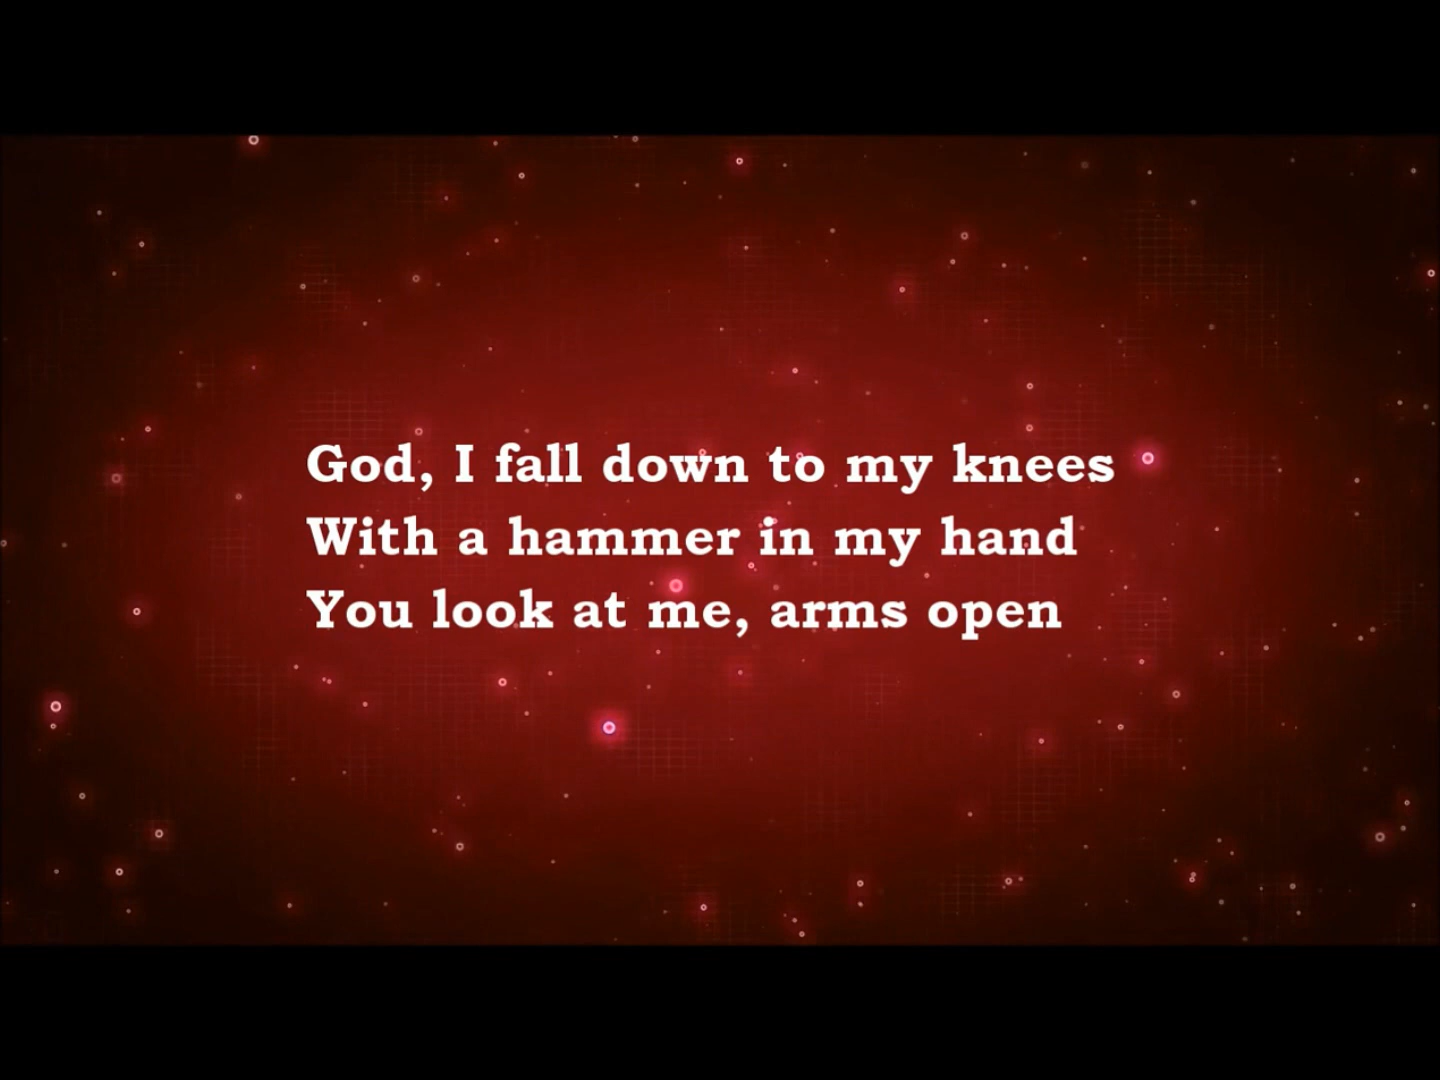 God, I fall down to my knees
With a hammer in my hand
You look at me, arms open